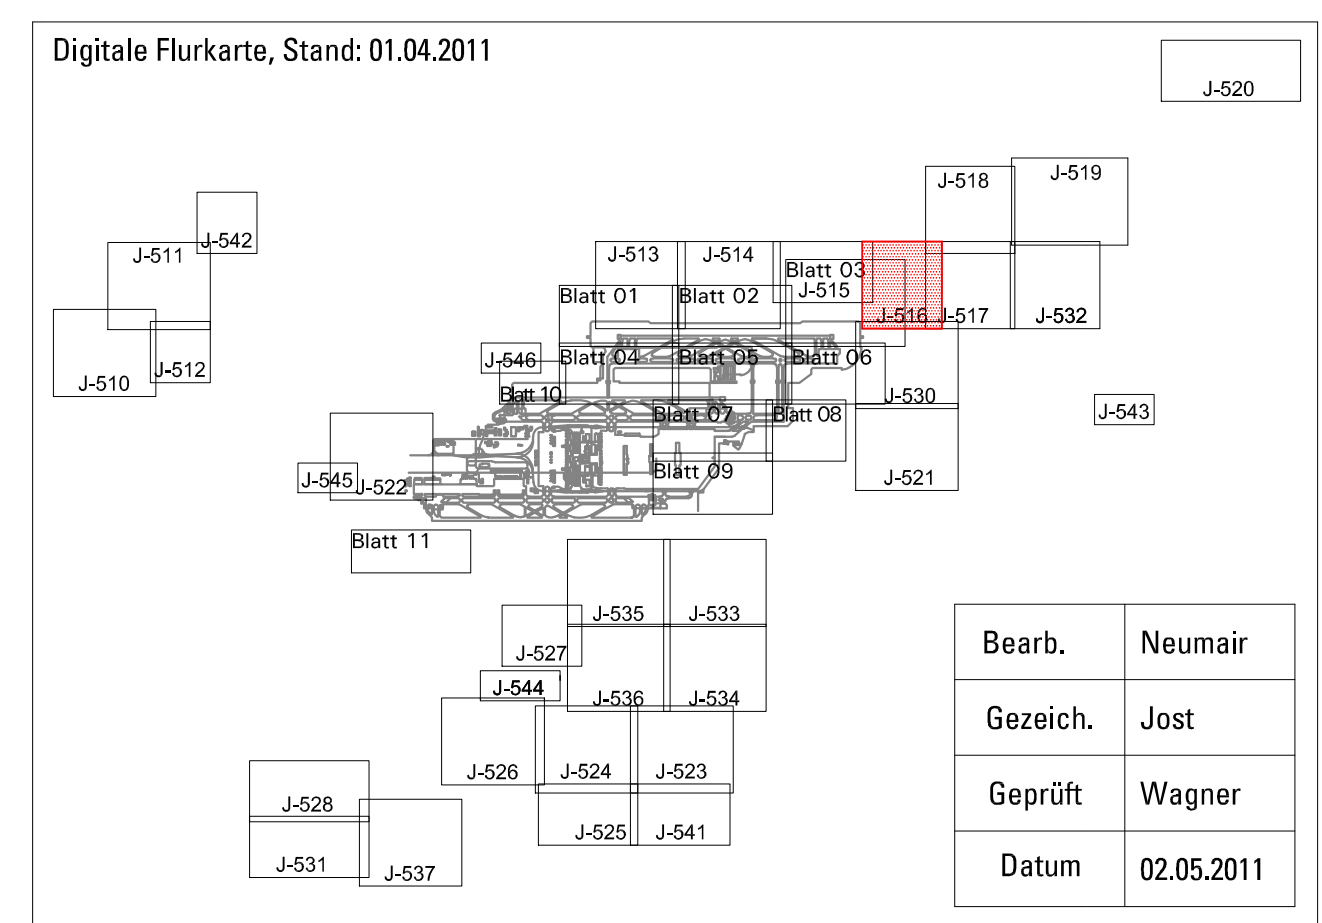 Digitale Flurkarte, Stand: 01.04.2011
J-520
J-519
J-518
J-542
J-511
J-513
J-514
Blatt 03
J-515
Blatt 01
Blatt 02
J-516
J-517
J-532
J-546
Blatt 04
Blatt 05
Blatt 06
J-512
J-510
Blatt 10
J-530
J-543
Blatt 07
Blatt 08
Blatt 09
J-521
J-545
J-522
Blatt 11
J-535
J-533
J-527
J-544
J-536
J-534
J-526
J-524
J-523
J-528
J-525
J-541
J-531
J-537
Bearb. Neumair
Gezeich. Jost
Geprüft Wagner
Datum 02.05.2011